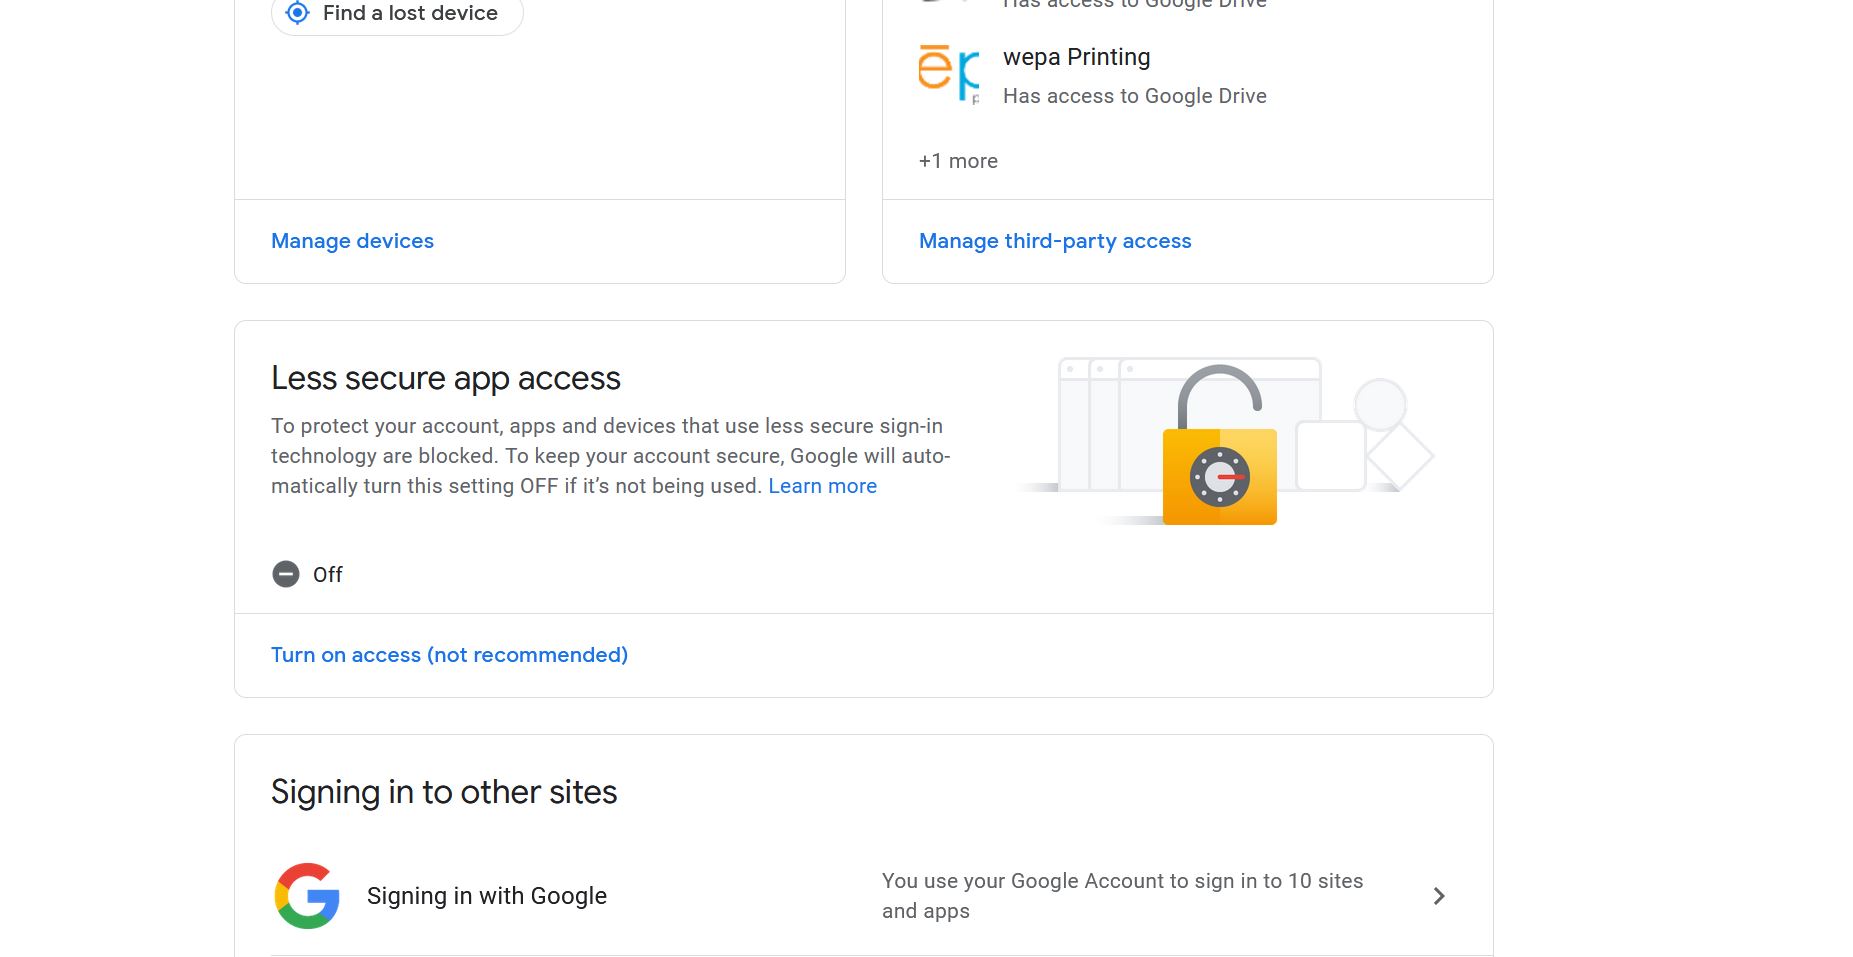 Find a lost device
Has access to Google Drive
ēp
p
wepa Printing
Has access to Google Drive
+1 more
Manage devices
Manage third-party access
Less secure app access
To protect your account, apps and devices that use less secure sign-in
technology are blocked. To keep your account secure, Google will auto-
matically turn this setting OFF if it’s not being used. Learn more
Off
Turn on access (not recommended)
Signing in to other sites
G
Signing in with Google
You use your Google Account to sign in to 10 sites
and apps